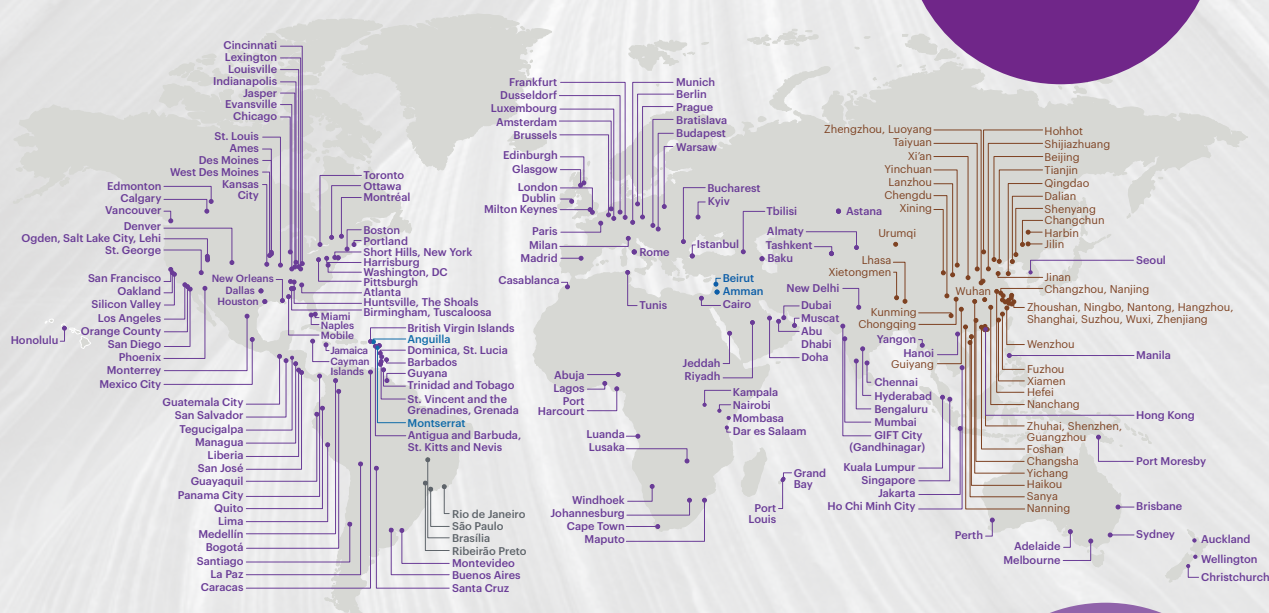 Cincinnati
Lexington
Louisville
Indianapolis
Jasper
Evansville
Chicago
St. Louis
Ames
Des Moines
West Des Moines
Kansas
City
Edmonton
Calgary
Vancouver
Denver
Ogden, Salt Lake City, Lehi
St. George
San Francisco
Oakland
Silicon Valley
Los Angeles
Orange County
San Diego
Phoenix
Monterrey
Mexico City
Honolulu
New Orleans
Dallas
Houston
Toronto
Ottawa
Montréal
Boston
Portland
Short Hills, New York
Harrisburg
Washington, DC
Pittsburgh
Atlanta
Huntsville, The Shoals
Birmingham, Tuscaloosa
Miami
Naples
Mobile
Jamaica
Cayman
Islands
British Virgin Islands
Anguilla
Dominica, St. Lucia
Barbados
Guyana
Trinidad and Tobago
St. Vincent and the
Grenadines, Grenada
Montserrat
Antigua and Barbuda,
St. Kitts and Nevis
Guatemala City
San Salvador
Tegucigalpa
Managua
Liberia
San José
Guayaquil
Panama City
Quito
Lima
Medellín
Bogotá
Santiago
La Paz
Caracas
Rio de Janeiro
São Paulo
Brasília
Ribeirão Preto
Montevideo
Buenos Aires
Santa Cruz
Frankfurt
Dusseldorf
Luxembourg
Amsterdam
Brussels
Edinburgh
Glasgow
London
Dublin
Milton Keynes
Paris
Milan
Madrid
Casablanca
Munich
Berlin
Prague
Bratislava
Budapest
Warsaw
Bucharest
Kyiv
Istanbul
Rome
Tunis
Tbilisi
Astana
Almaty
Tashkent
Baku
Beirut
Amman
Cairo
New Delhi
Dubai
Muscat
Abu
Dhabi
Doha
Jeddah
Riyadh
Abuja
Lagos
Port
Harcourt
Luanda
Lusaka
Windhoek
Johannesburg
Cape Town
Maputo
Kampala
Nairobi
Mombasa
Dar es Salaam
Grand
Bay
Port
Louis
Chennai
Hyderabad
Bengaluru
Mumbai
GIFT City
(Gandhinagar)
Kuala Lumpur
Singapore
Jakarta
Ho Chi Minh City
Yangon
Hanoi
Guiyang
Zhengzhou, Luoyang
Taiyuan
Xi’an
Yinchuan
Lanzhou
Chengdu
Xining
Urumqi
Lhasa
Xietongmen
Kunming
Chongqing
Wuhan
Hohhot
Shijiazhuang
Beijing
Tianjin
Qingdao
Dalian
Shenyang
Changchun
Harbin
Jilin
Seoul
Jinan
Changzhou, Nanjing
Zhoushan, Ningbo, Nantong, Hangzhou,
Shanghai, Suzhou, Wuxi, Zhenjiang
Wenzhou
Manila
Fuzhou
Xiamen
Hefei
Nanchang
Hong Kong
Zhuhai, Shenzhen,
Guangzhou
Foshan
Changsha
Yichang
Haikou
Sanya
Nanning
Port Moresby
Perth
Adelaide
Melbourne
Brisbane
Sydney
Auckland
Wellington
Christchurch